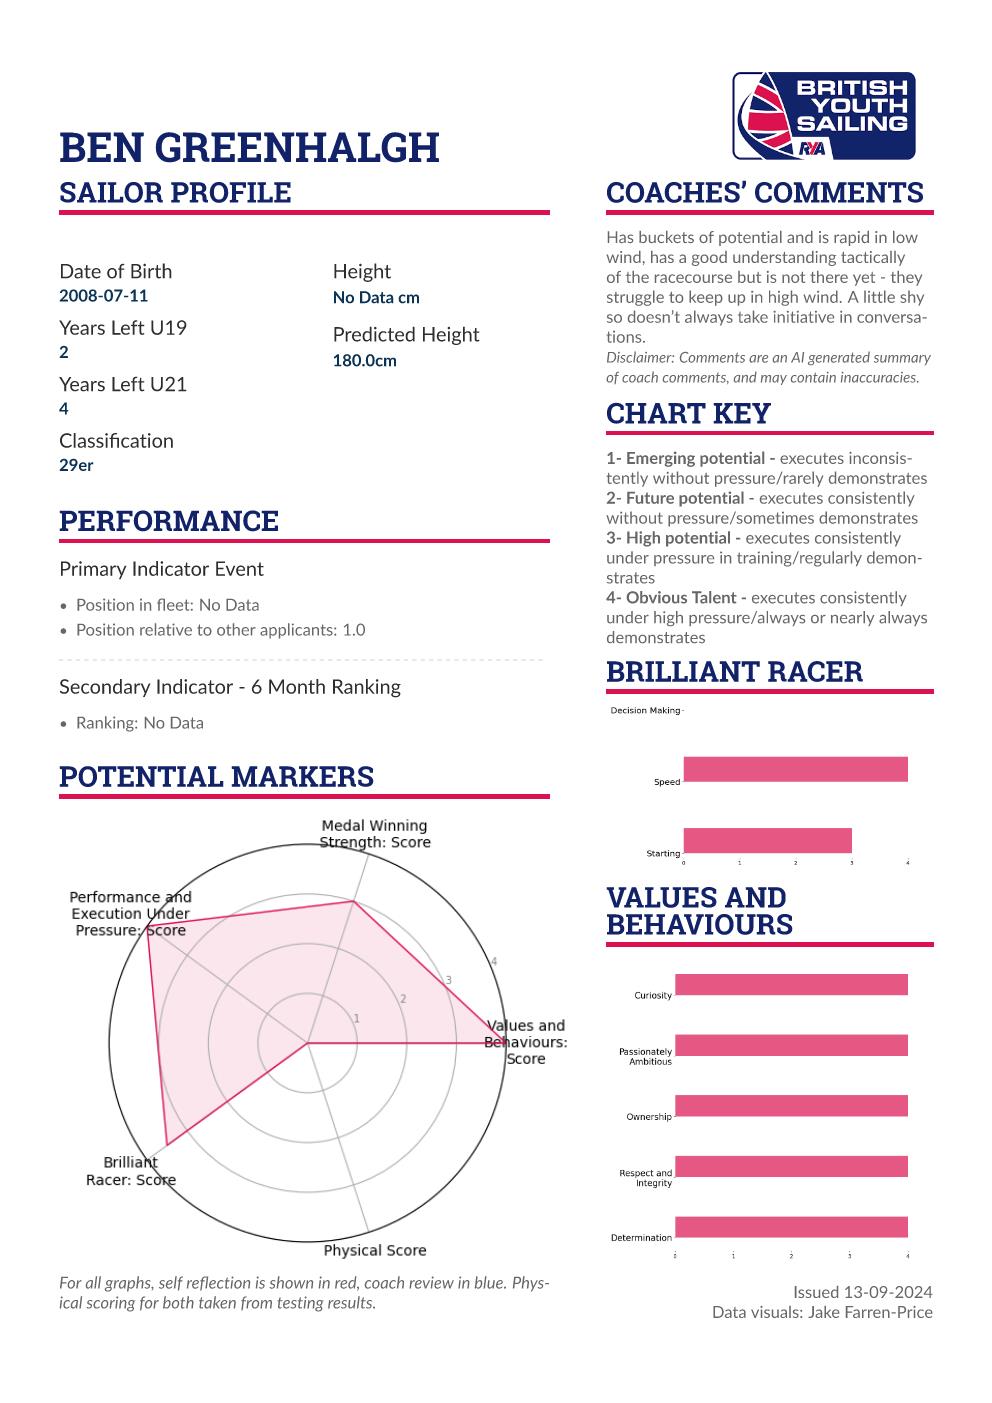 BRITISH
YOUTH
SAILING
RYA
BEN GREENHALGH
SAILOR PROFILE
Date of Birth
2008-07-11
Years Left U19
2
Years Left U21
4
Classification
29er
Height
No Data cm
Predicted Height
180.0cm
PERFORMANCE
Primary Indicator Event
• Position in fleet: No Data
• Position relative to other applicants: 1.0
Secondary Indicator - 6 Month Ranking
• Ranking: No Data
POTENTIAL MARKERS
Medal Winning
Strength: Score
Performance and
Execution Under
Pressure: Score
4
3
2
1
Values and
Behaviours:
Score
Brilliant
Racer: Score
Physical Score
For all graphs, self reflection is shown in red, coach review in blue. Phys-
ical scoring for both taken from testing results.
COACHES’ COMMENTS
Has buckets of potential and is rapid in low
wind, has a good understanding tactically
of the racecourse but is not there yet - they
struggle to keep up in high wind. A little shy
so doesn’t always take initiative in conversa-
tions.
Disclaimer: Comments are an AI generated summary
of coach comments, and may contain inaccuracies.
CHART KEY
1- Emerging potential - executes inconsis-
tently without pressure/rarely demonstrates
2- Future potential - executes consistently
without pressure/sometimes demonstrates
3- High potential - executes consistently
under pressure in training/regularly demon-
strates
4- Obvious Talent - executes consistently
under high pressure/always or nearly always
demonstrates
BRILLIANT RACER
Decision Making
Speed
Starting
0 1 2 3 4
VALUES AND
BEHAVIOURS
Curiosity
Passionately
Ambitious
Ownership
Respect and
Integrity
Determination
0 1 2 3 4
Issued 13-09-2024
Data visuals: Jake Farren-Price